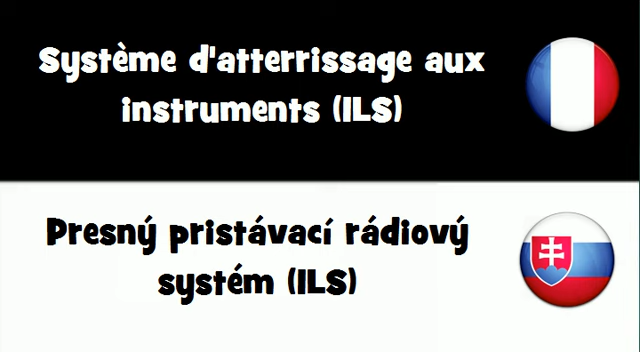 Système d'atterrissage aux
instruments (ILS)
Presný pristávací rádiový
systém (ILS)